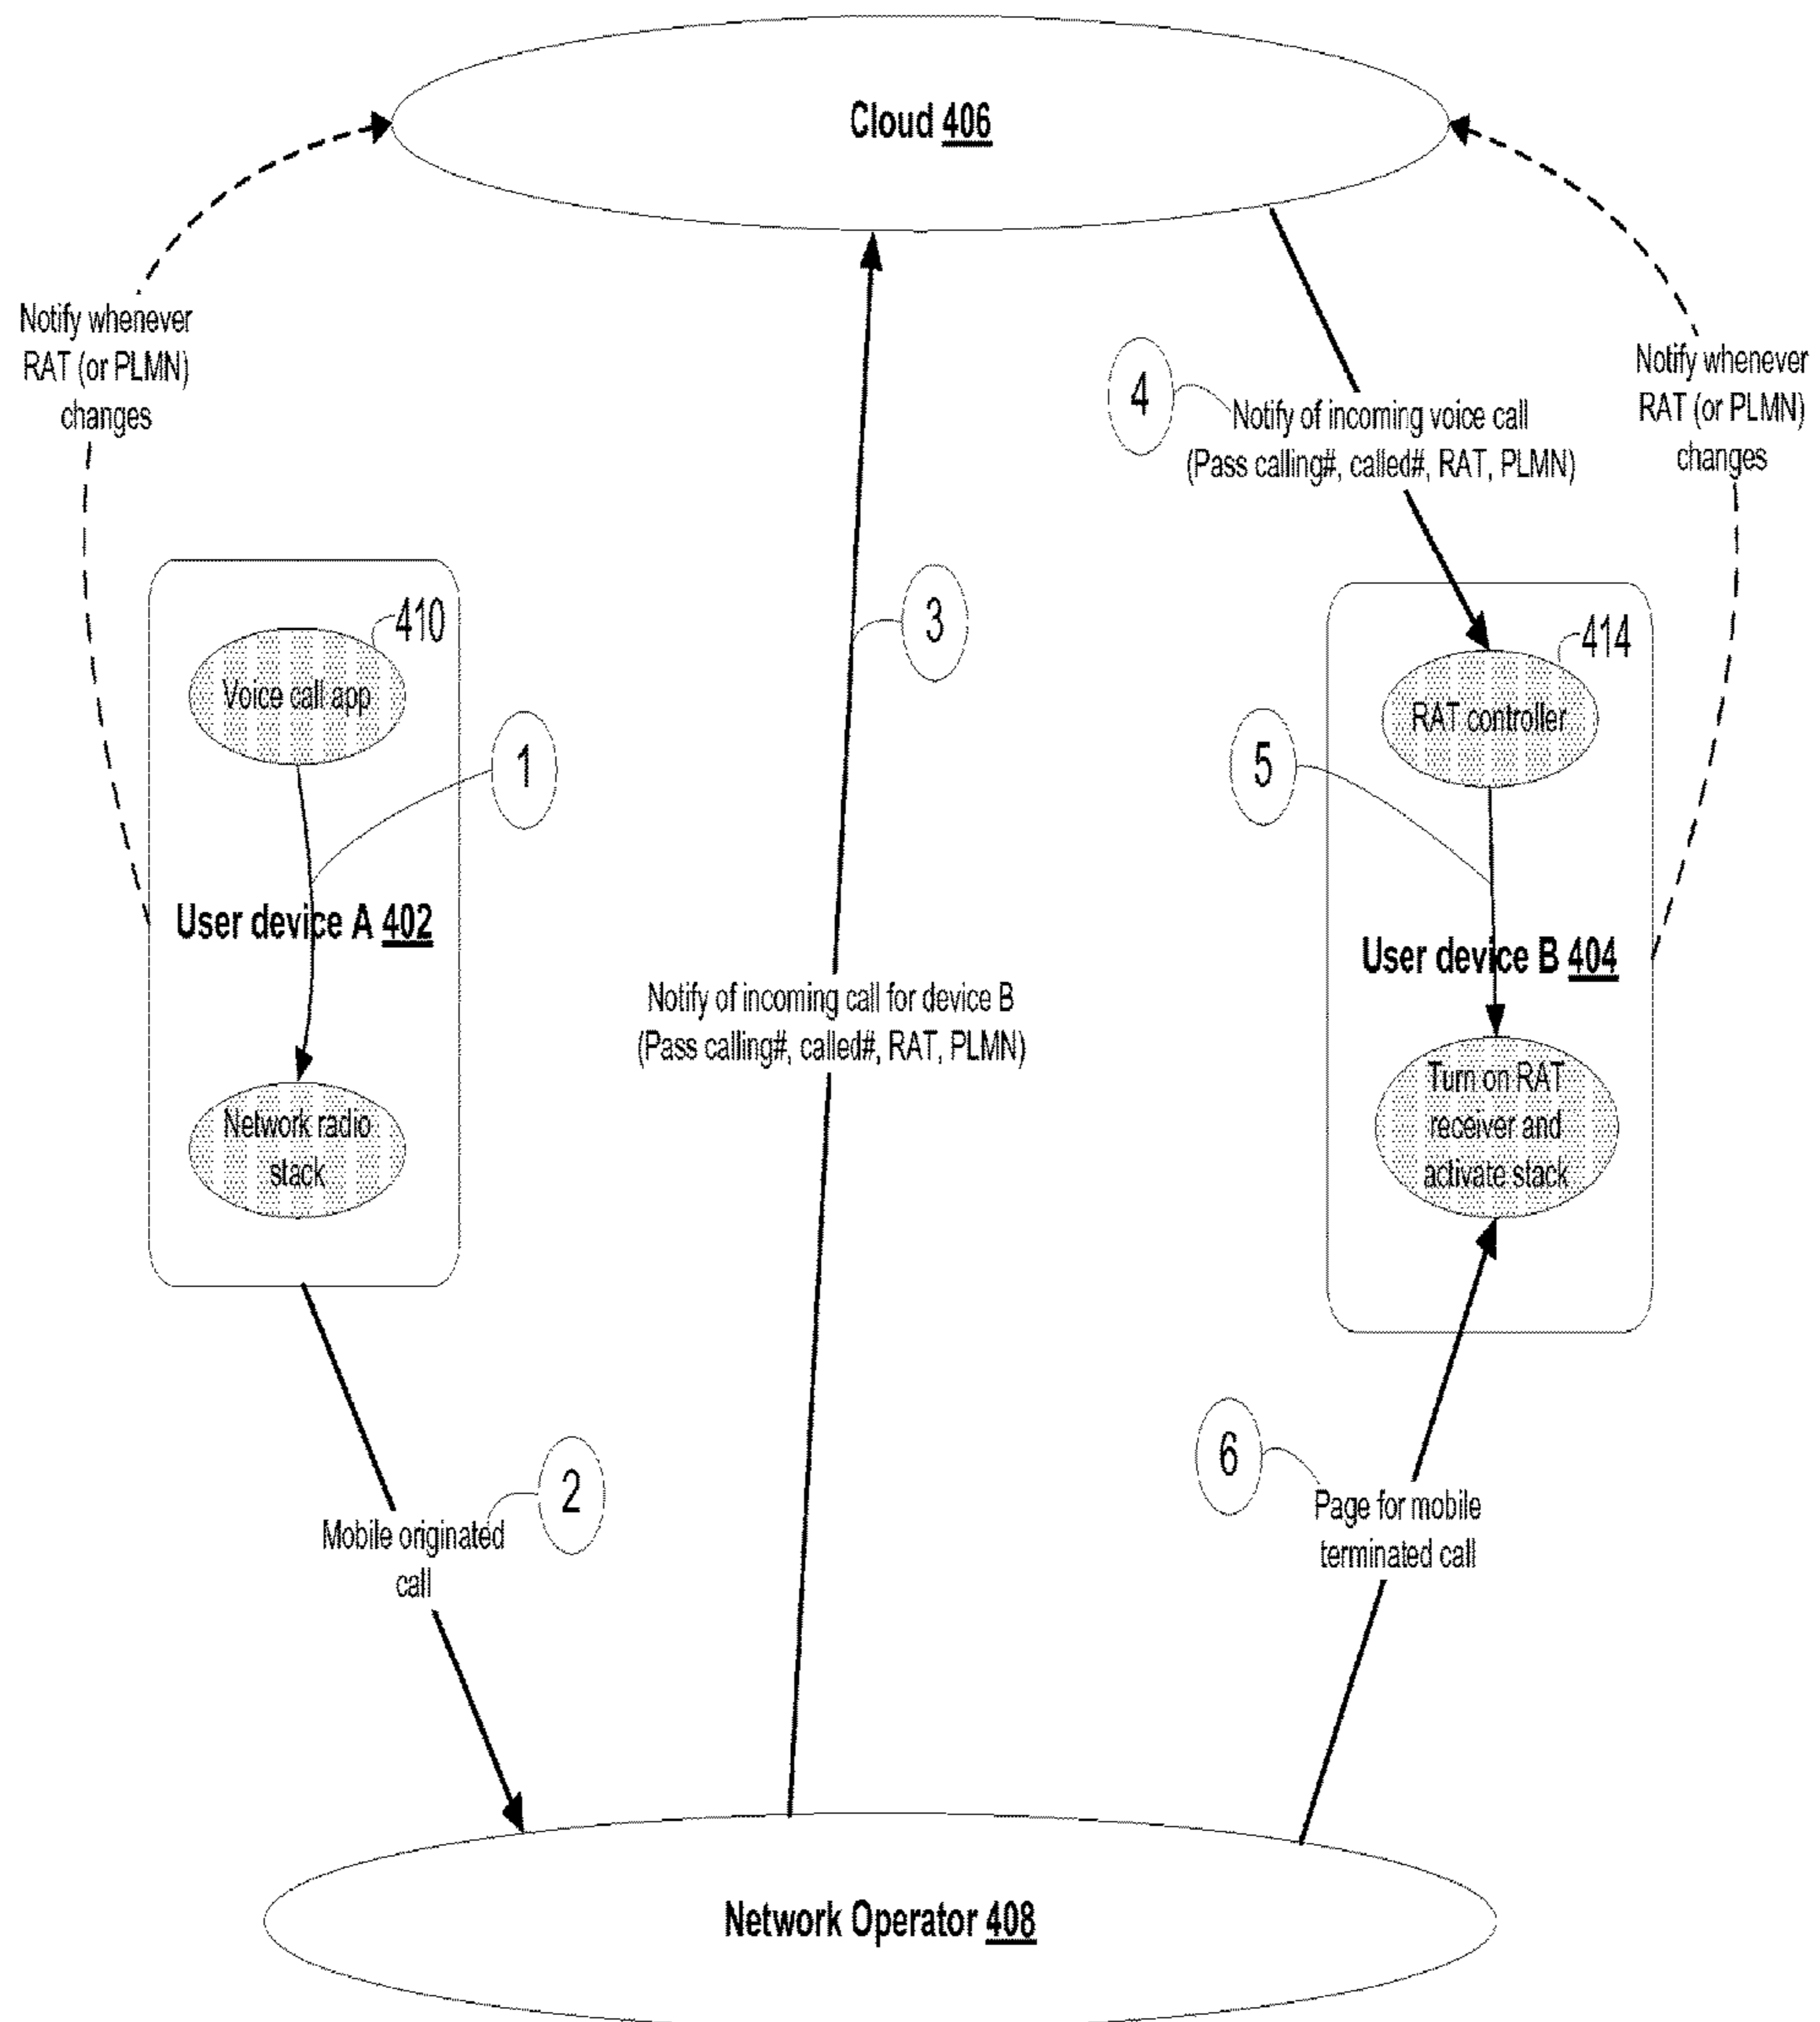 Cloud 406
Notify whenever
RAT (or PLMN)
changes
4
Notify of incoming voice call
(Pass calling#, called#, RAT, PLMN)
Notify whenever
RAT (or PLMN)
changes
410
Voice call app
1
User device A 402
Network radio
stack
3
Notify of incoming call for device B
(Pass calling#, called#, RAT, PLMN)
414
RAT controller
5
User device B 404
Turn on RAT
receiver and
activate stack
2
Mobile originated
call
6
Page for mobile
terminated call
Network Operator 408